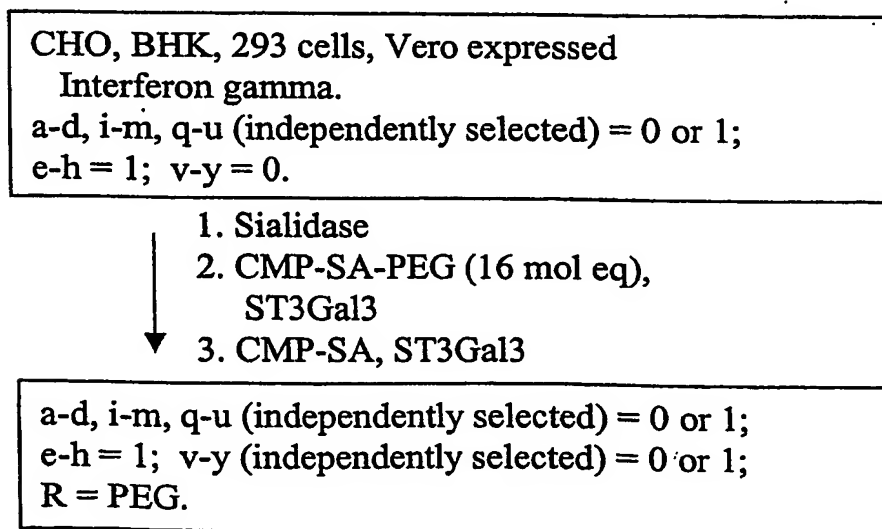 CHO, BHK, 293 cells, Vero expressed
Interferon gamma.
a-d, i-m, q-u (independently selected) = 0 or 1;
e-h = 1; v-y = 0.
1. Sialidase
2. CMP-SA-PEG (16 mol eq),
ST3Gal3
3. CMP-SA, ST3Gal3
a-d, i-m, q-u (independently selected) = 0 or 1;
e-h = 1; v-y (independently selected) = 0 or 1;
R = PEG.